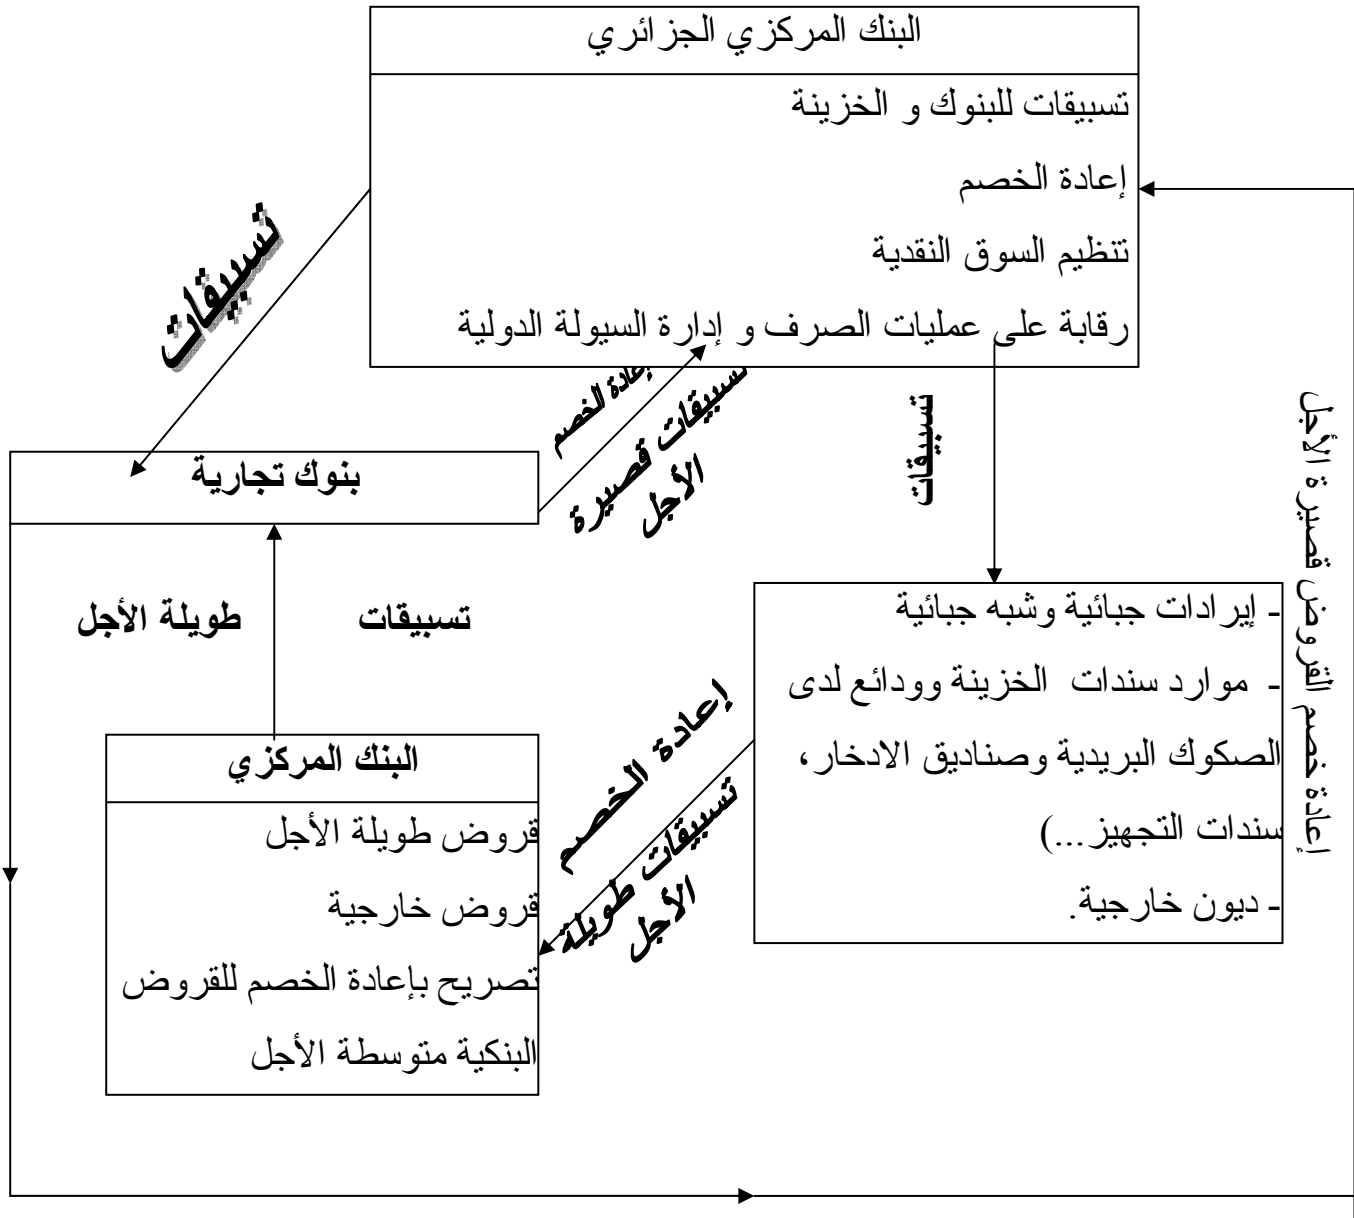 البنك المركزي الجزائري
تسبيقات للبنوك و الخزينة
إعادة الخصم
تنظيم السوق النقدية
رقابة على عمليات الصرف و إدارة السيولة الدولية
تسبيقات
إعادة الخصم
تسبيقات قصيرة
الأجل
تسبيقات
إعادة خصم القروض قصيرة الأجل
بنوك تجارية
تسبيقات
طويلة الأجل
- إيرادات جبائية وشبه جبائية
- موارد سندات الخزينة وودائع لدى
الصكوك البريدية وصناديق الادخار،
سندات التجهيز...)
- ديون خارجية.
إعادة الخصم
تسبيقات طويلة
الأجل
البنك المركزي
قروض طويلة الأجل
قروض خارجية
تصريح بإعادة الخصم للقروض
البنكية متوسطة الأجل